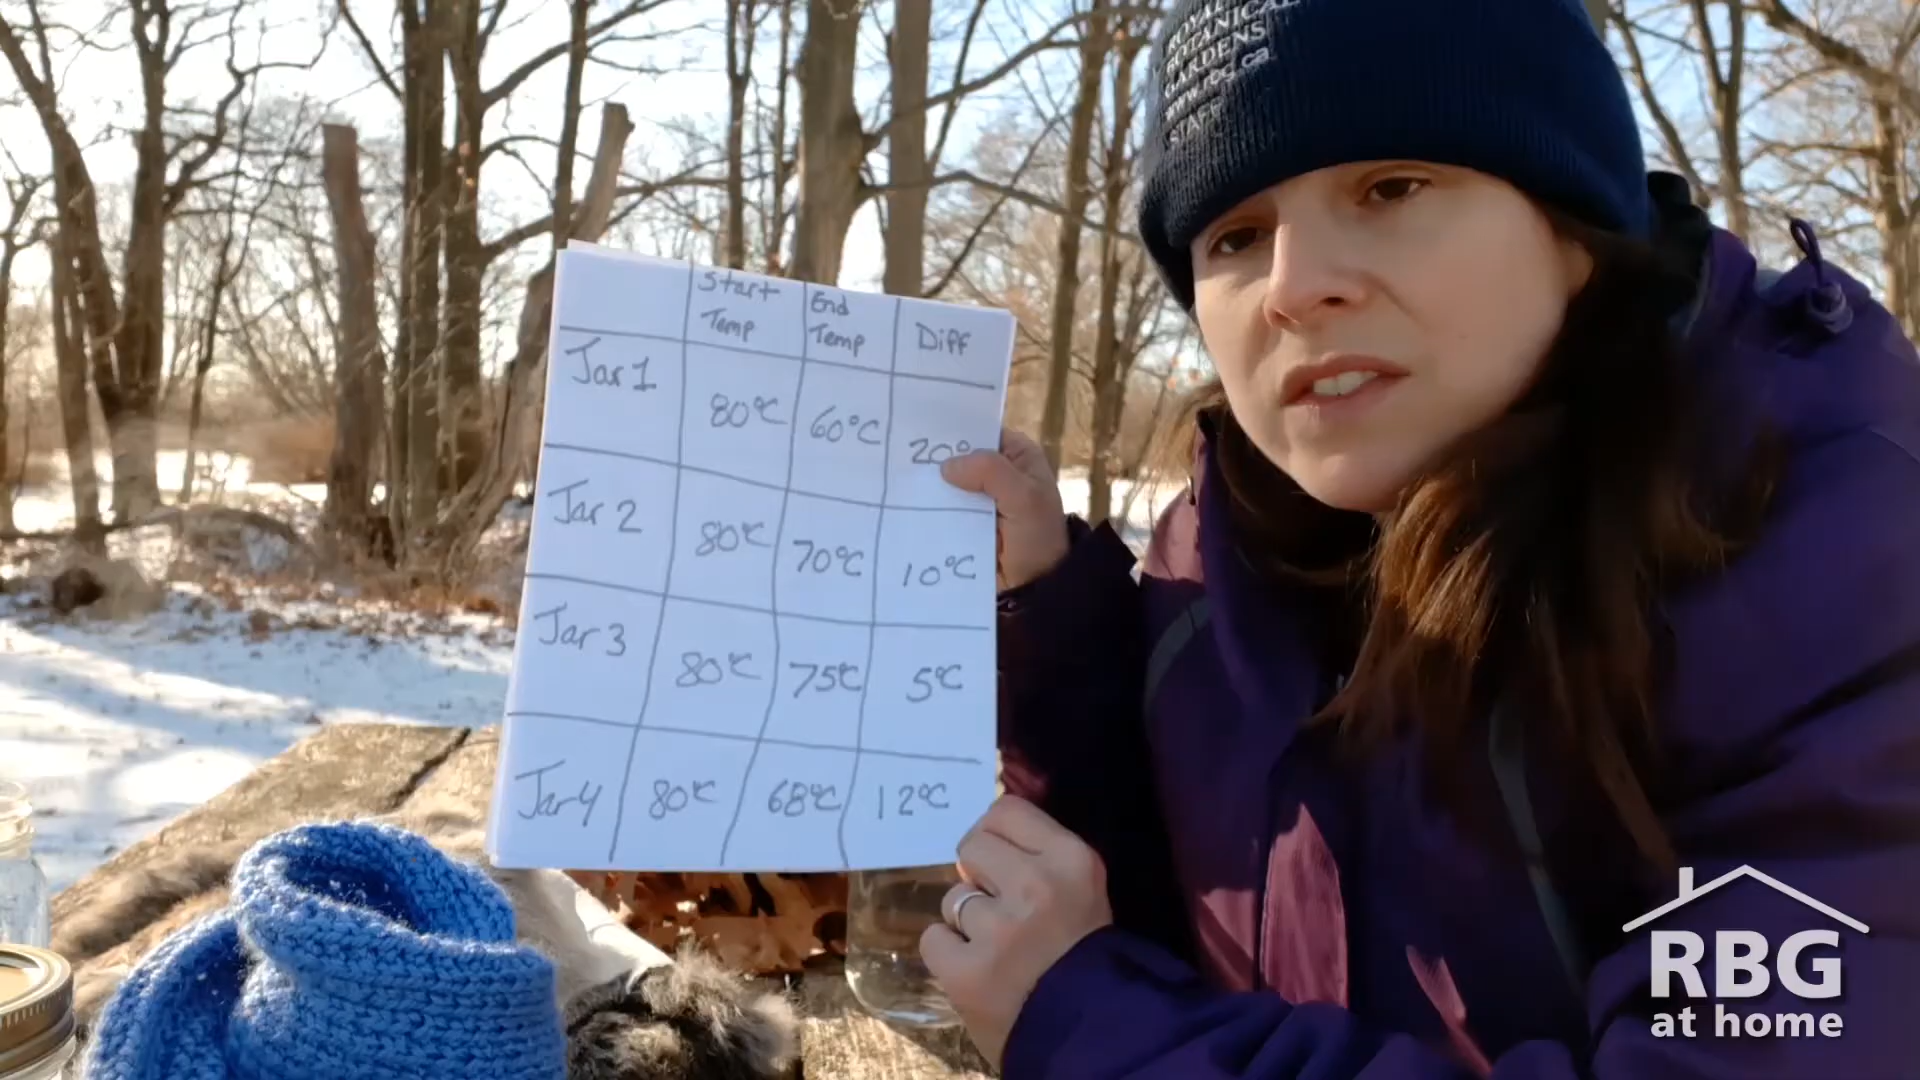 ROYAL
BOTANICAL
GARDENS
www.rbg.ca
STAFF
Start Temp End Temp Diff
Jar 1 80°C 60°C 20°
Jar 2 80°C 70°C 10°C
Jar 3 80°C 75°C 5°C
Jar 4 80°C 68°C 12°C
RBG
at home